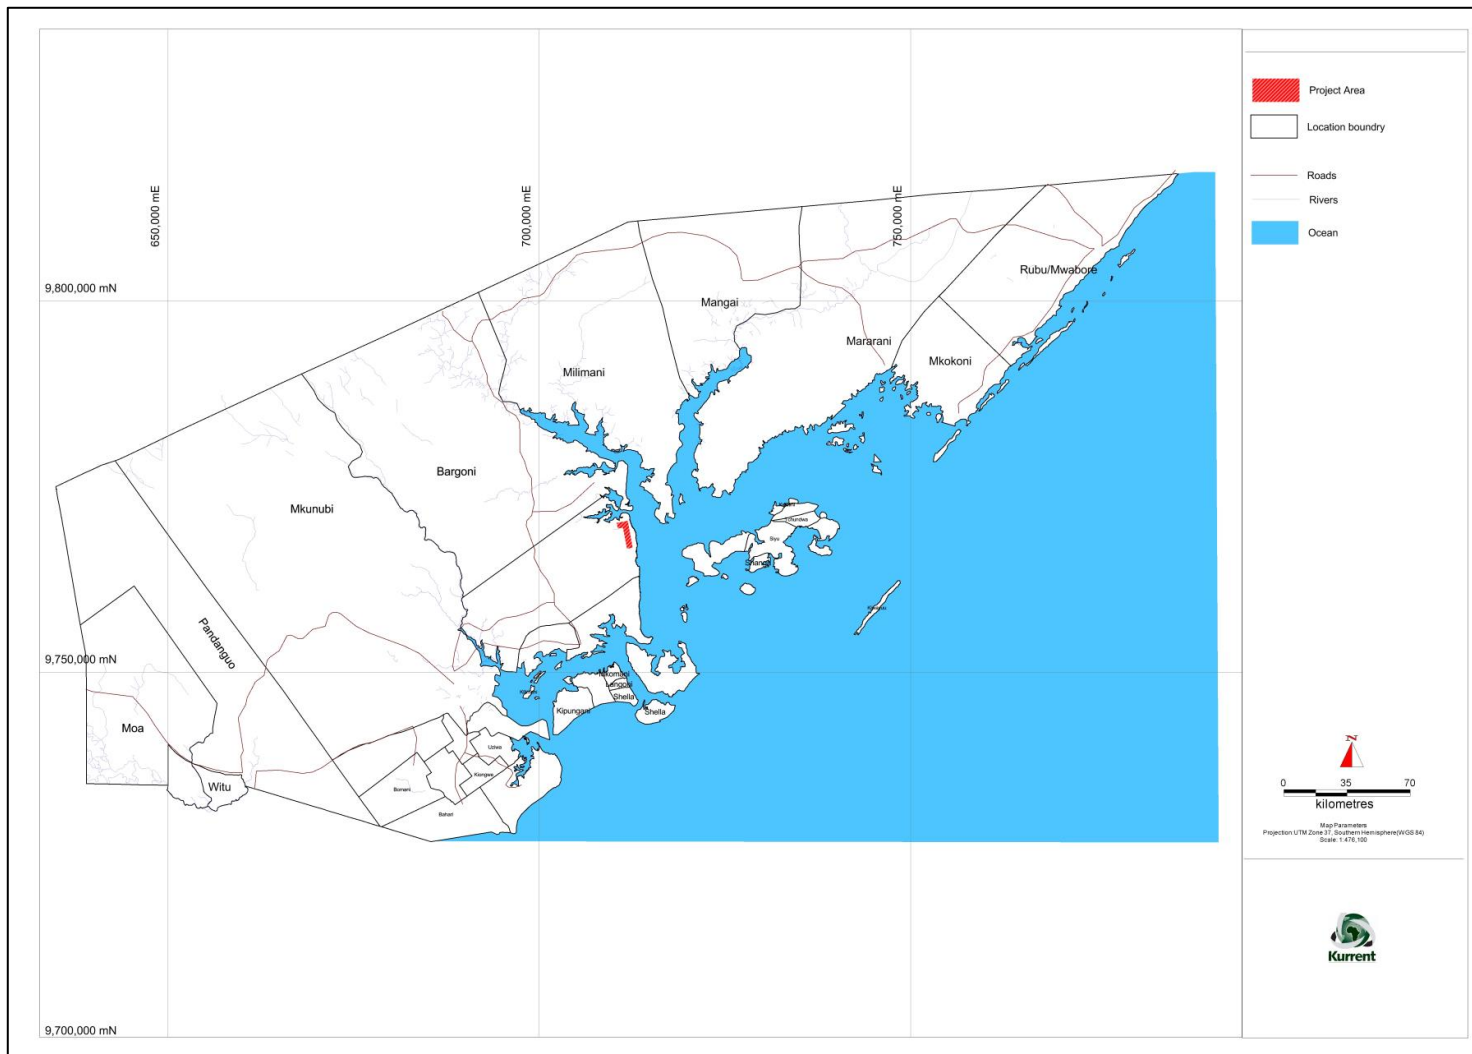 650,000 mE
700,000 mE
750,000 mE
9,800,000 mN
9,750,000 mN
9,700,000 mN
Rubu/Mwabore
Mangai
Mararani
Mkokoni
Milimani
Bargoni
Mkunubi
Tchundwa
Siyu
Pandanguo
Mkomani
Langoni
Shella
Shella
Kipungani
Moa
Witu
Uziwa
Kiongwe
Bomani
Bahari
Project Area
Location boundry
Roads
Rivers
Ocean
N
0 35 70
kilometres
Map Parameters
Projection:UTM Zone 37, Southern Hemisphere(WGS 84)
Scale: 1:476,100
Kurrent